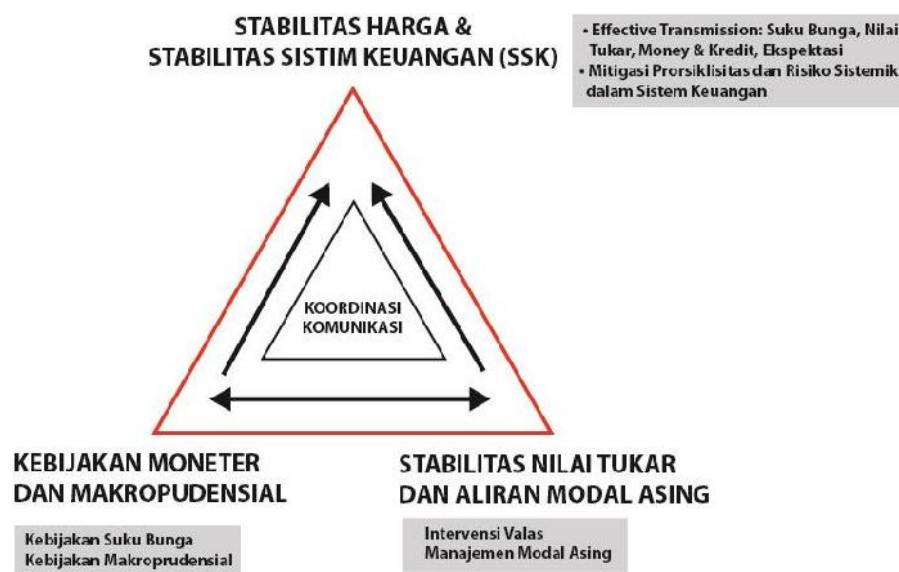 STABILITAS HARGA &
STABILITAS SISTIM KEUANGAN (SSK)
• Effective Transmission: Suku Bunga, Nilai
Tukar, Money & Kredit, Ekspektasi
• Mitigasi Prorsiklisitas dan Risiko Sistemik
dalam Sistem Keuangan
KOORDINASI
KOMUNIKASI
KEBIJAKAN MONETER
DAN MAKROPUDENSIAL
Kebijakan Suku Bunga
Kebijakan Makroprudensial
STABILITAS NILAI TUKAR
DAN ALIRAN MODAL ASING
Intervensi Valas
Manajemen Modal Asing